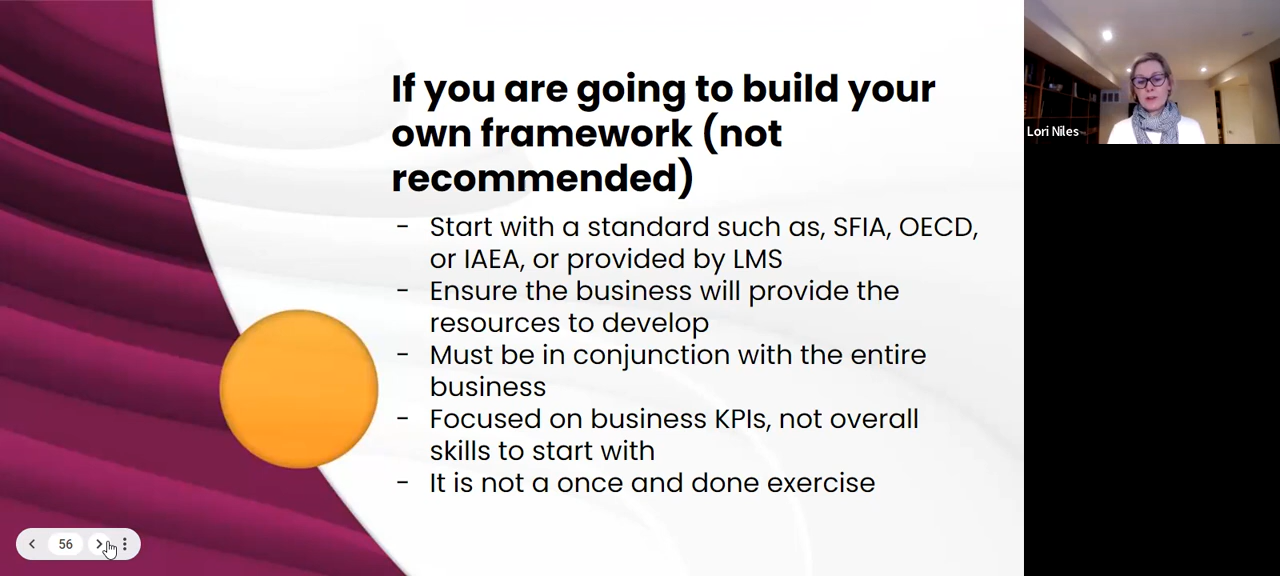 If you are going to build your
own framework (not
recommended)
- Start with a standard such as, SFIA, OECD,
or IAEA, or provided by LMS
- Ensure the business will provide the
resources to develop
- Must be in conjunction with the entire
business
- Focused on business KPIs, not overall
skills to start with
- It is not a once and done exercise
Lori Niles
56